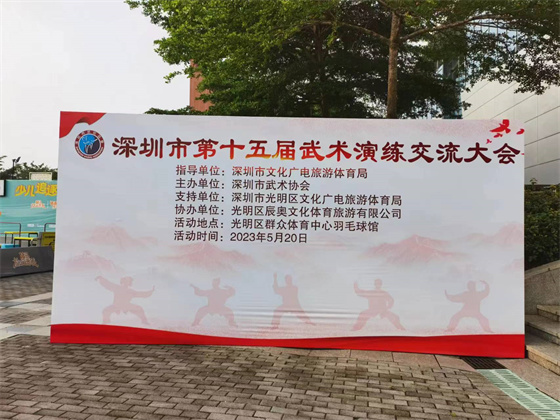 深圳市第十五届武术演练交流大会
指导单位：深圳市文化广电旅游体育局
主办单位：深圳市武术协会
支持单位：深圳市光明区文化广电旅游体育局
协办单位：光明区辰奥文化体育旅游有限公司
活动地点：光明区群众体育中心羽毛球馆
活动时间：2023年5月20日